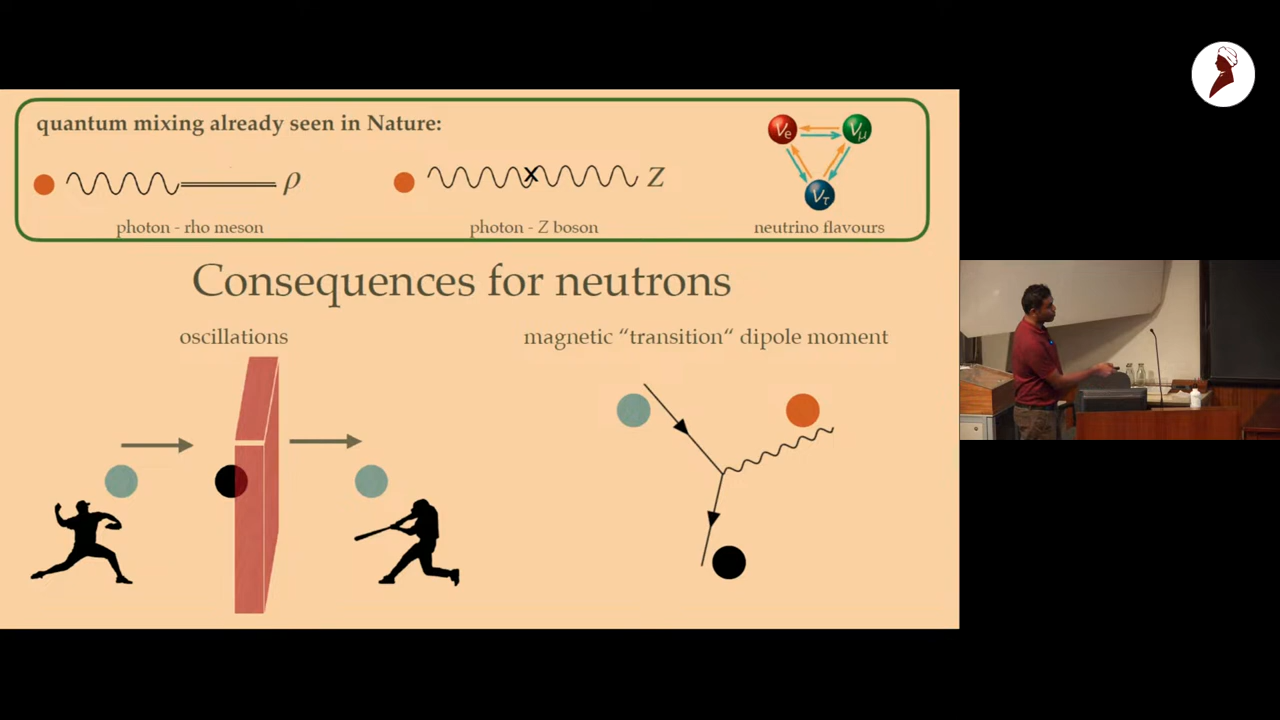 quantum mixing already seen in Nature:
ρ
Z
νe
νμ
ντ
photon - rho meson
photon - Z boson
neutrino flavours
Consequences for neutrons
oscillations
magnetic “transition“ dipole moment